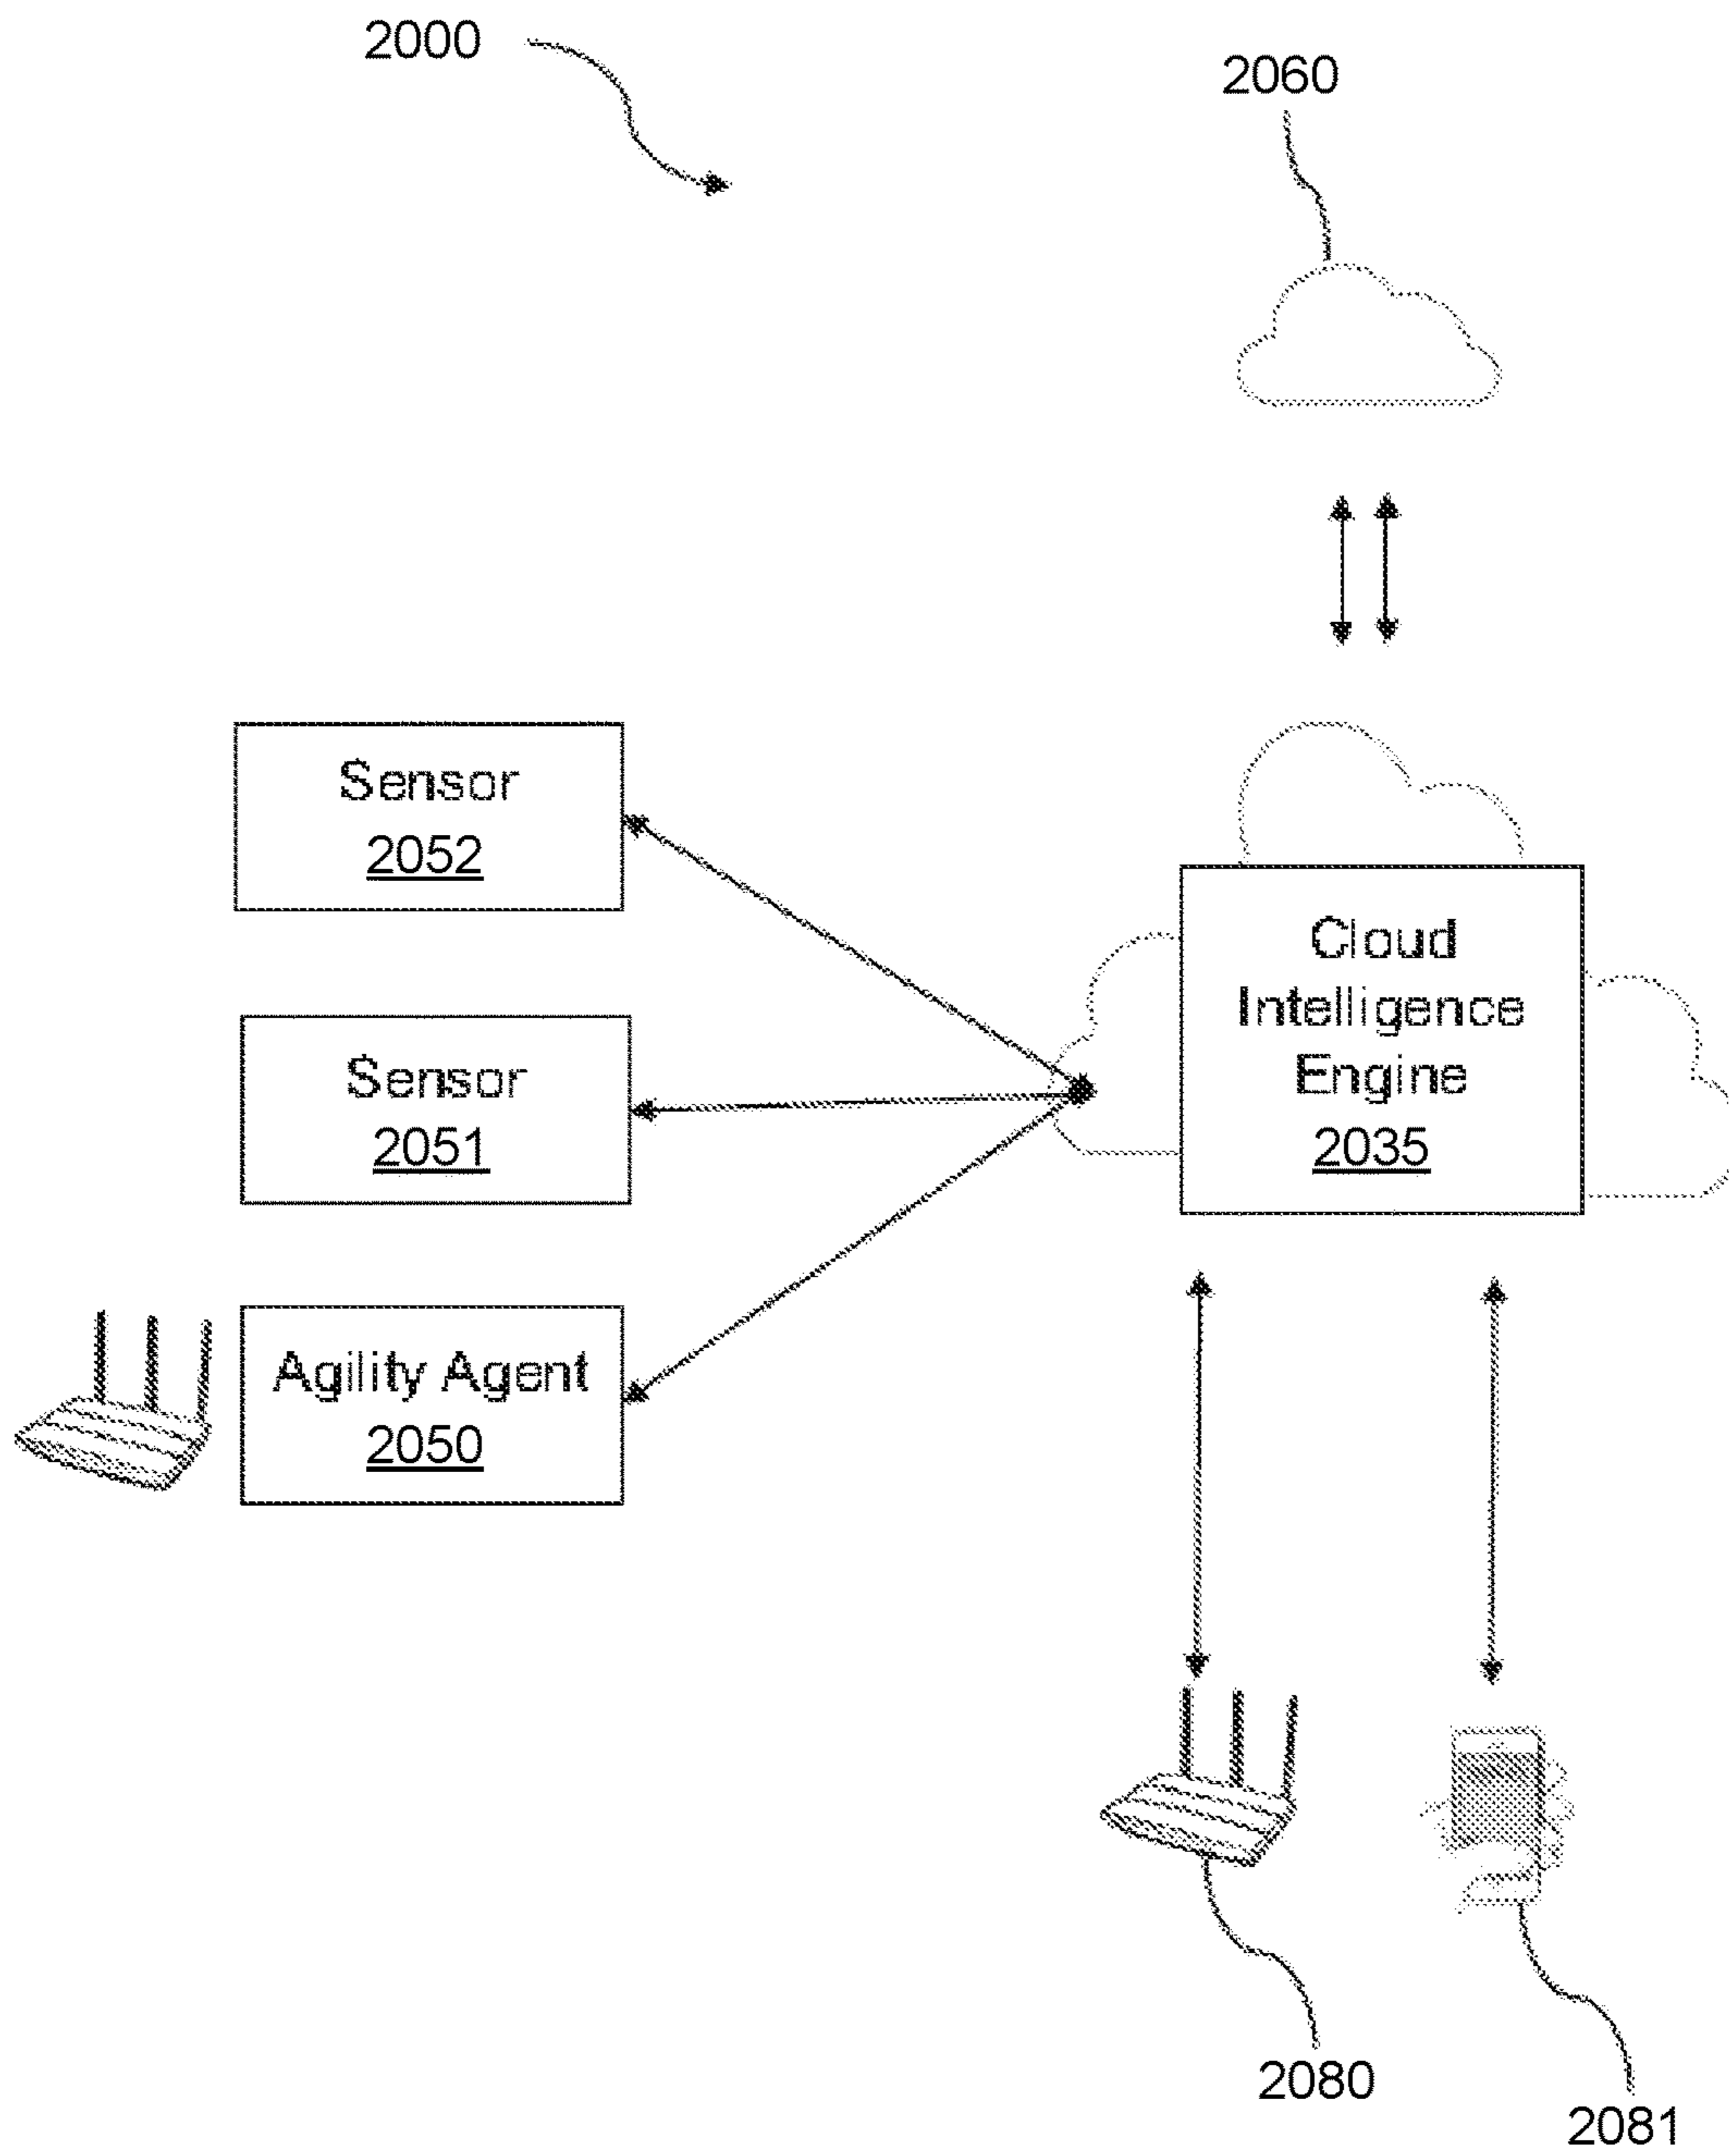 2000
2060
Sensor
2052
Cloud
Intelligence
Engine
2035
Sensor
2051
Agility Agent
2050
2080
2081